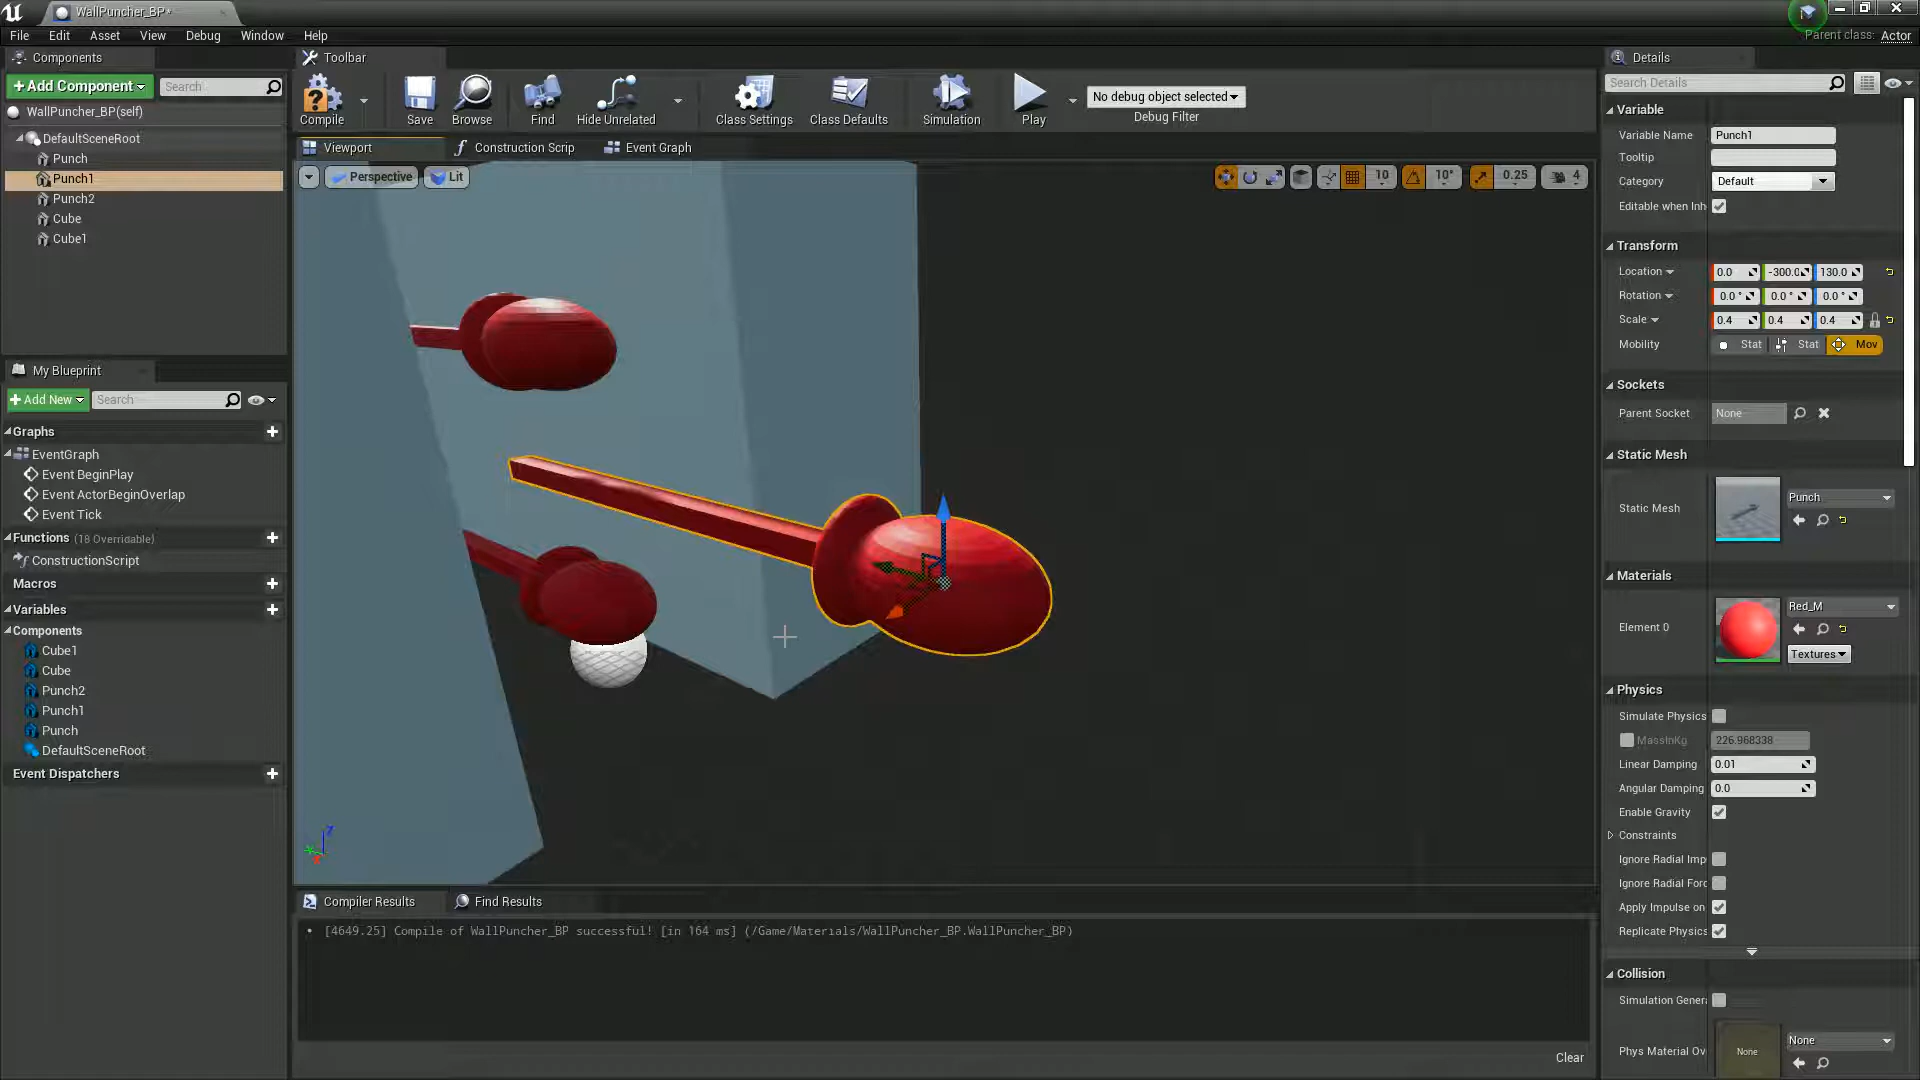 WallPuncher_BP*
File Edit Asset View Debug Window Help
Parent class: Actor
Components
+Add Component
Search
WallPuncher_BP(self)
DefaultSceneRoot
Punch
Punch1
Punch2
Cube
Cube1
My Blueprint
+Add New
Search
Graphs
EventGraph
Event BeginPlay
Event ActorBeginOverlap
Event Tick
Functions (18 Overridable)
ConstructionScript
Macros
Variables
Components
Cube1
Cube
Punch2
Punch1
Punch
DefaultSceneRoot
Event Dispatchers
Toolbar
Compile Save Browse Find Hide Unrelated Class Settings Class Defaults Simulation Play
No debug object selected
Debug Filter
Viewport Construction Scrip Event Graph
Perspective Lit
10 10° 0.25 4
Z
Compiler Results Find Results
• [4649.25] Compile of WallPuncher_BP successful! [in 164 ms] (/Game/Materials/WallPuncher_BP.WallPuncher_BP)
Clear
Details
Search Details
Variable
Variable Name Punch1
Tooltip
Category Default
Editable when Inh
Transform
Location 0.0 -300.0 130.0
Rotation 0.0° 0.0° 0.0°
Scale 0.4 0.4 0.4
Mobility Stat Stat Mov
Sockets
Parent Socket None
Static Mesh
Static Mesh Punch
Materials
Element 0 Red_M
Textures
Physics
Simulate Physics
MassInKg 226.968338
Linear Damping 0.01
Angular Damping 0.0
Enable Gravity
Constraints
Ignore Radial Imp
Ignore Radial Forc
Apply Impulse on
Replicate Physics
Collision
Simulation Genera
Phys Material Ov None None